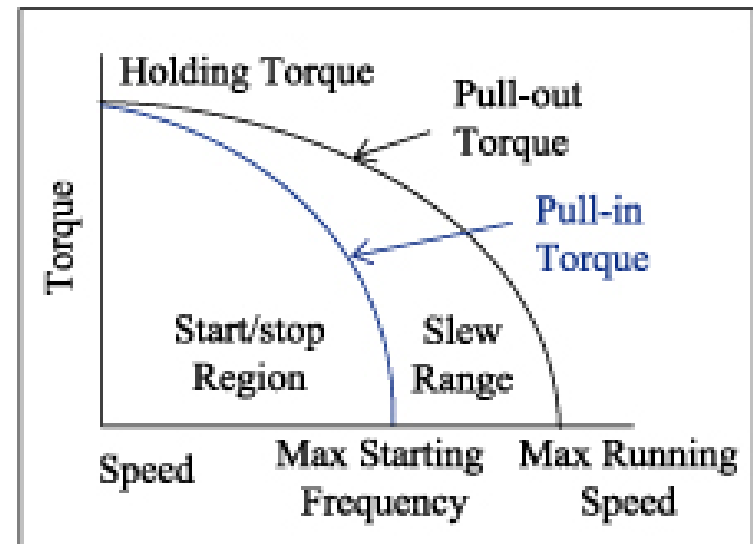 Holding Torque
Pull-out
Torque
Pull-in
Torque
Torque
Start/stop
Region
Slew
Range
Speed
Max Starting
Frequency
Max Running
Speed